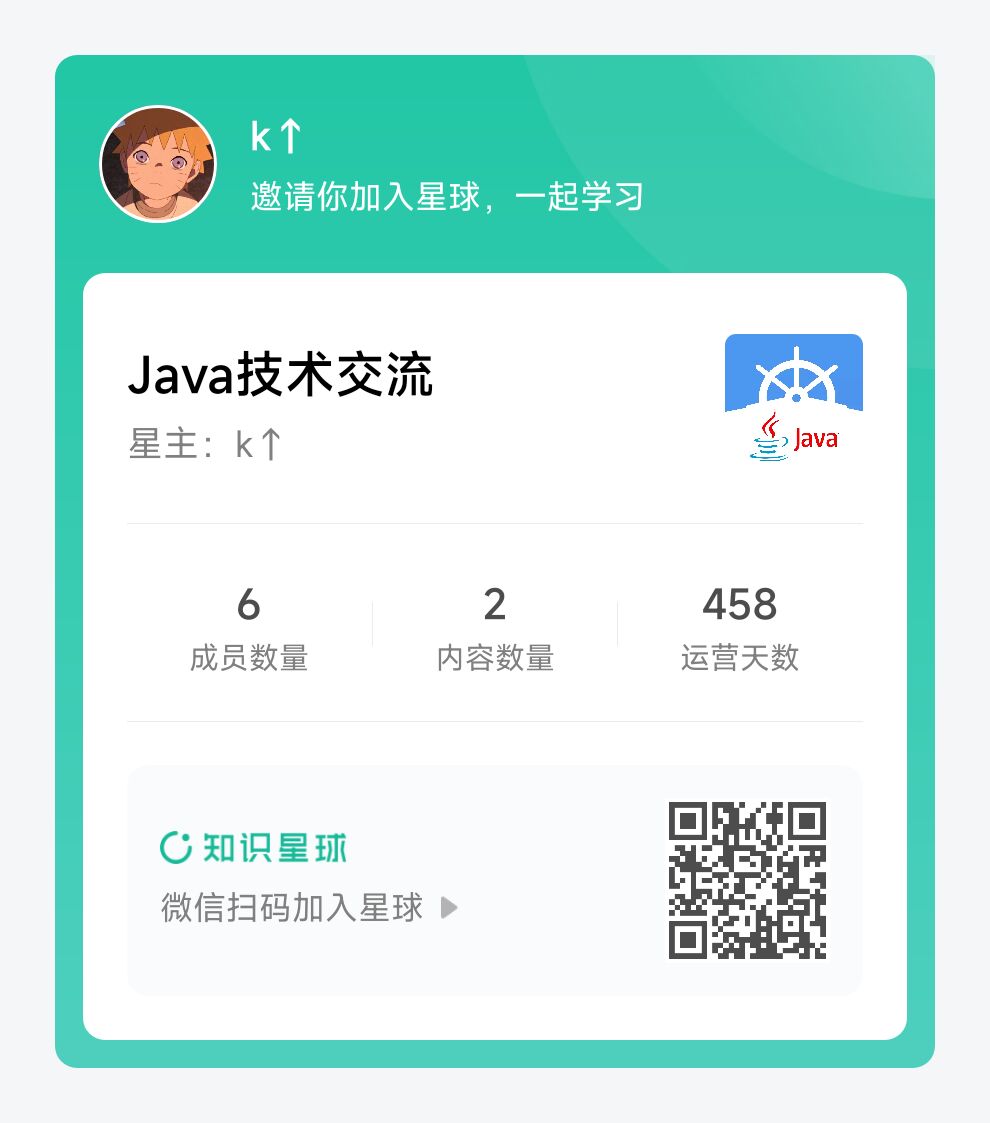 k↑
邀请你加入星球，一起学习
Java技术交流
Java
星主：k↑
6
成员数量
2
内容数量
458
运营天数
知识星球
微信扫码加入星球